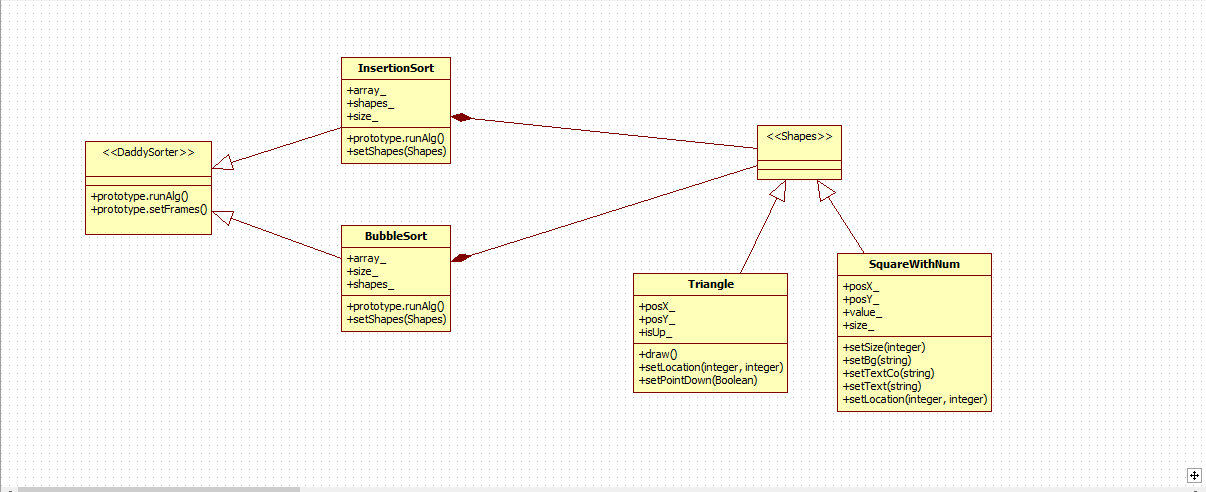 InsertionSort
+array_
+shapes_
+size_
+prototype.runAlg()
+setShapes(Shapes)
<<DaddySorter>>
+prototype.runAlg()
+prototype.setFrames()
BubbleSort
+array_
+size_
+shapes_
+prototype.runAlg()
+setShapes(Shapes)
<<Shapes>>
Triangle
+posX_
+posY_
+isUp_
+draw()
+setLocation(integer, integer)
+setPointDown(Boolean)
SquareWithNum
+posX_
+posY_
+value_
+size_
+setSize(integer)
+setBg(string)
+setTextCo(string)
+setText(string)
+setLocation(integer, integer)